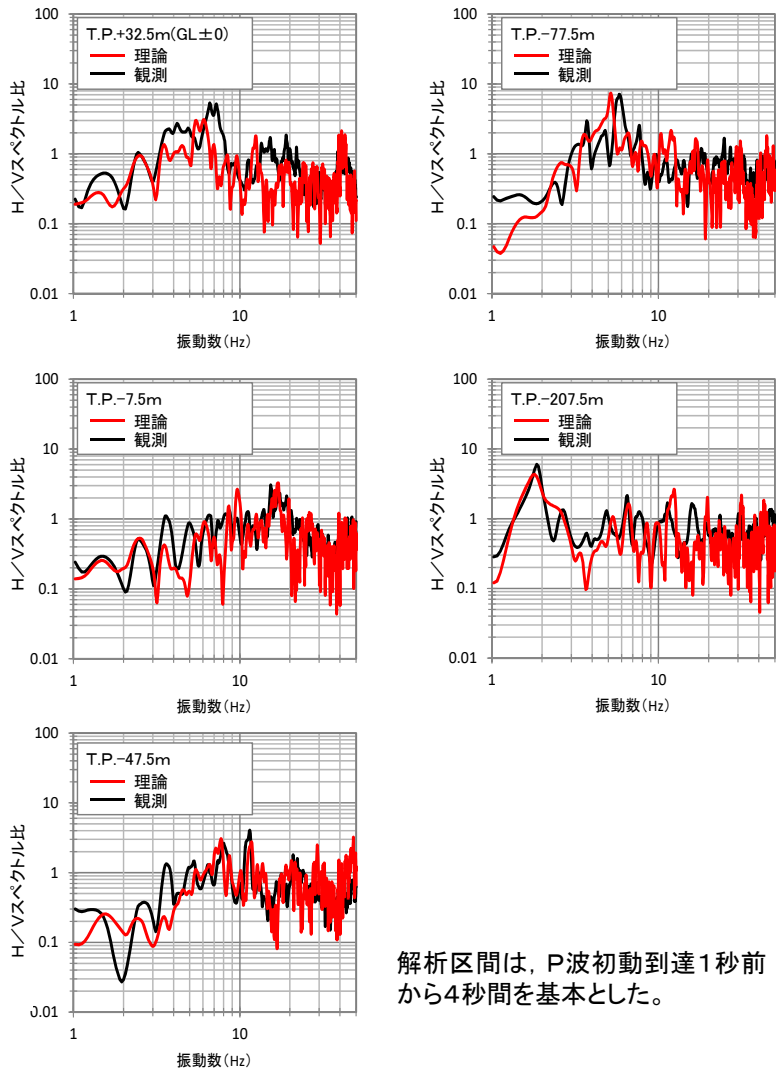 T.P.+32.5m(GL±0)
理論
観測
100
10
1
0.1
0.01
H/Vスペクトル比
1
10
振動数(Hz)
T.P.-77.5m
理論
観測
100
10
1
0.1
0.01
H/Vスペクトル比
1
10
振動数(Hz)
T.P.-7.5m
理論
観測
100
10
1
0.1
0.01
H/Vスペクトル比
1
10
振動数(Hz)
T.P.-207.5m
理論
観測
100
10
1
0.1
0.01
H/Vスペクトル比
1
10
振動数(Hz)
T.P.-47.5m
理論
観測
100
10
1
0.1
0.01
H/Vスペクトル比
1
10
振動数(Hz)
解析区間は，P波初動到達1秒前
から4秒間を基本とした。